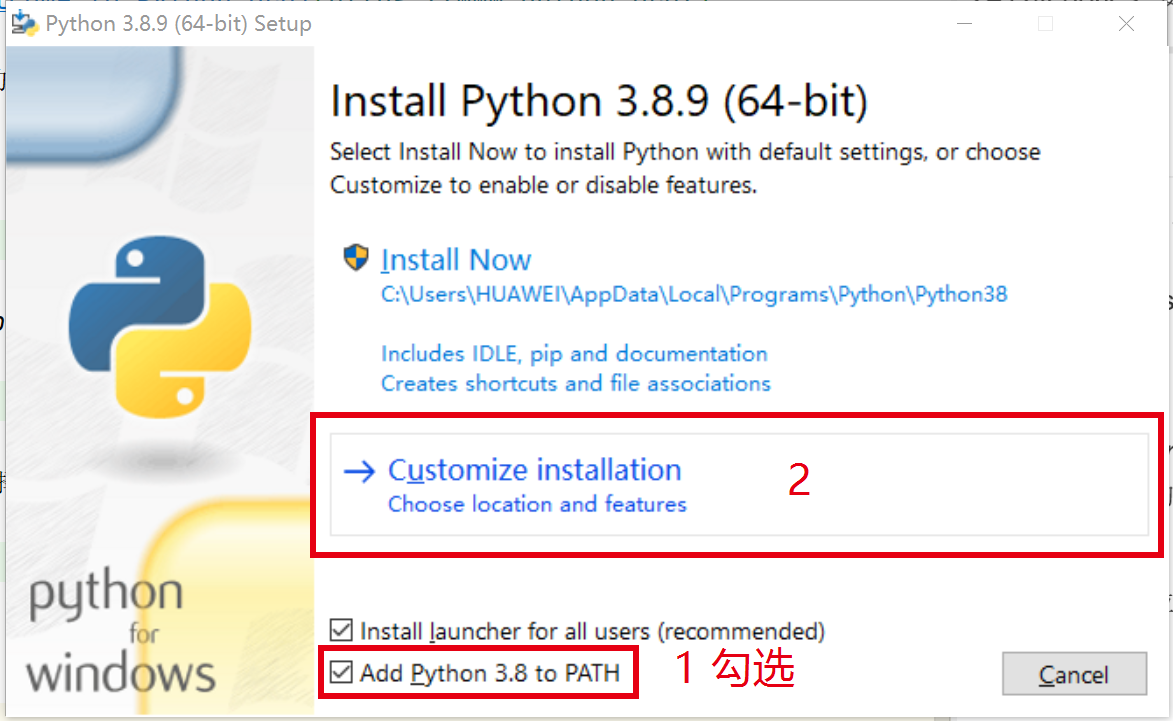 Python 3.8.9 (64-bit) Setup
Install Python 3.8.9 (64-bit)
Select Install Now to install Python with default settings, or choose
Customize to enable or disable features.
Install Now
C:\Users\HUAWEI\AppData\Local\Programs\Python\Python38
Includes IDLE, pip and documentation
Creates shortcuts and file associations
Customize installation
2
Choose location and features
python
for
windows
Install launcher for all users (recommended)
Add Python 3.8 to PATH
1 勾选
Cancel